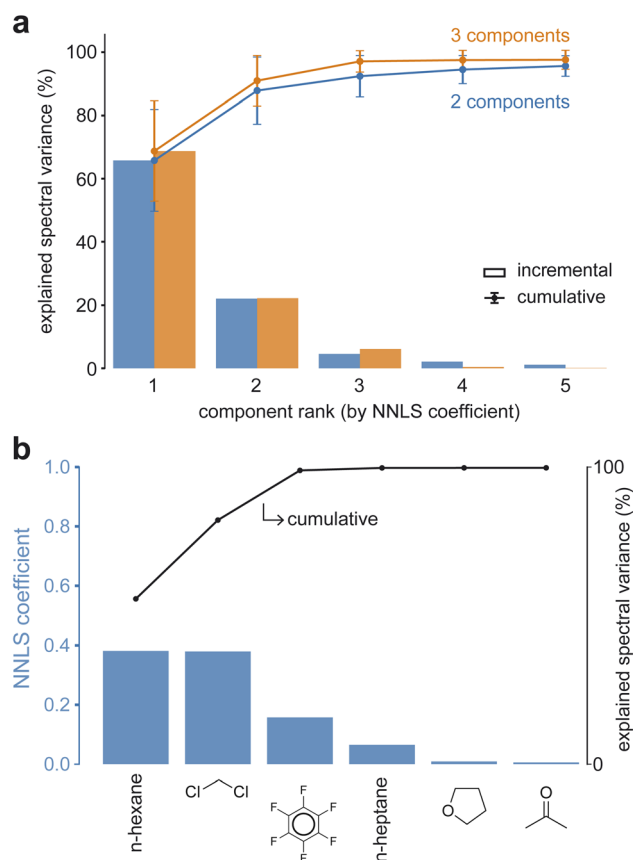 a
3 components
2 components
explained spectral variance (%)
100
80
60
40
20
0
incremental
cumulative
1 2 3 4 5
component rank (by NNLS coefficient)
b
NNLS coefficient
1.0
0.8
0.6
0.4
0.2
0.0
cumulative
100
0
explained spectral variance (%)
n-hexane
Cl Cl
F F
F F
F F
n-heptane
O
O